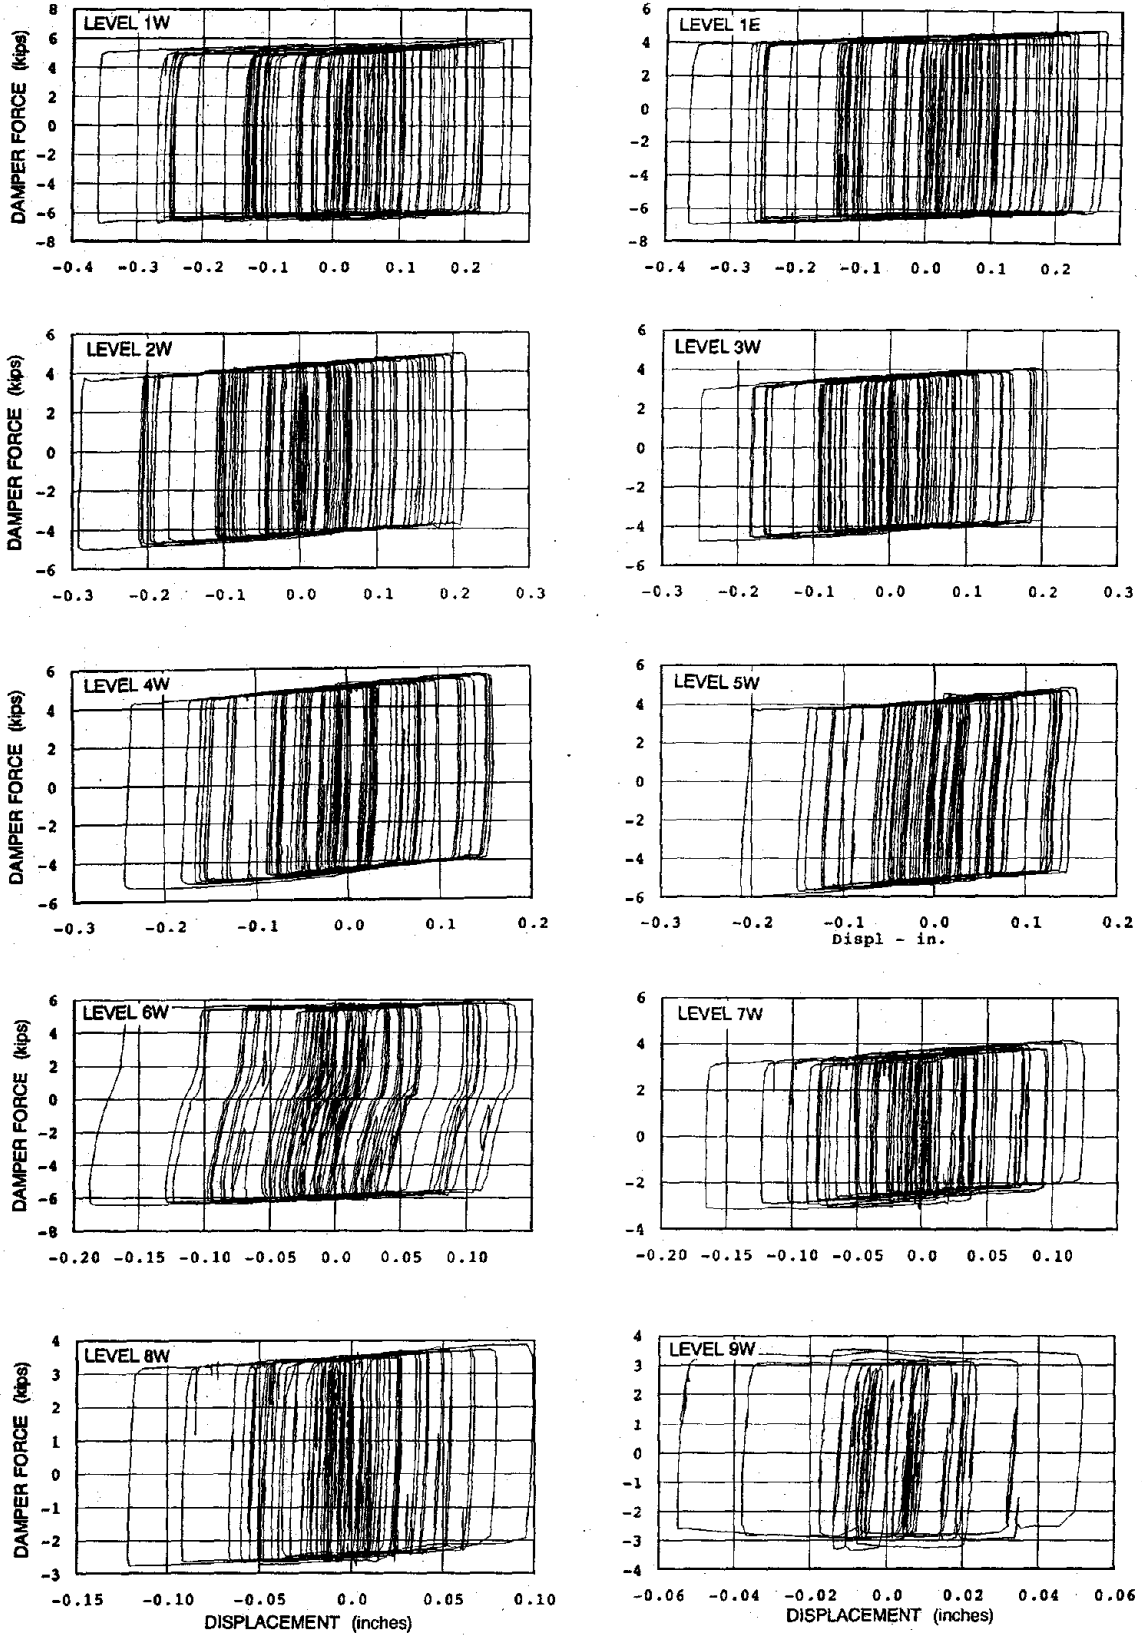 LEVEL 1W
8
6
4
2
0
-2
-4
-6
-8
DAMPER FORCE (kips)
-0.4 -0.3 -0.2 -0.1 0.0 0.1 0.2
LEVEL 1E
6
4
2
0
-2
-4
-6
-8
-0.4 -0.3 -0.2 -0.1 0.0 0.1 0.2
LEVEL 2W
6
4
2
0
-2
-4
-6
DAMPER FORCE (kips)
-0.3 -0.2 -0.1 0.0 0.1 0.2 0.3
LEVEL 3W
6
4
2
0
-2
-4
-6
-0.3 -0.2 -0.1 0.0 0.1 0.2 0.3
LEVEL 4W
6
4
2
0
-2
-4
-6
DAMPER FORCE (kips)
-0.3 -0.2 -0.1 0.0 0.1 0.2
LEVEL 5W
6
4
2
0
-2
-4
-6
-0.3 -0.2 -0.1 0.0 0.1 0.2
Displ - in.
LEVEL 6W
6
4
2
0
-2
-4
-6
-8
DAMPER FORCE (kips)
-0.20 -0.15 -0.10 -0.05 0.0 0.05 0.10
LEVEL 7W
6
4
2
0
-2
-4
-0.20 -0.15 -0.10 -0.05 0.0 0.05 0.10
LEVEL 8W
4
3
2
1
0
-1
-2
-3
DAMPER FORCE (kips)
-0.15 -0.10 -0.05 0.0 0.05 0.10
DISPLACEMENT (inches)
LEVEL 9W
4
3
2
1
0
-1
-2
-3
-4
-0.06 -0.04 -0.02 0.0 0.02 0.04 0.06
DISPLACEMENT (inches)